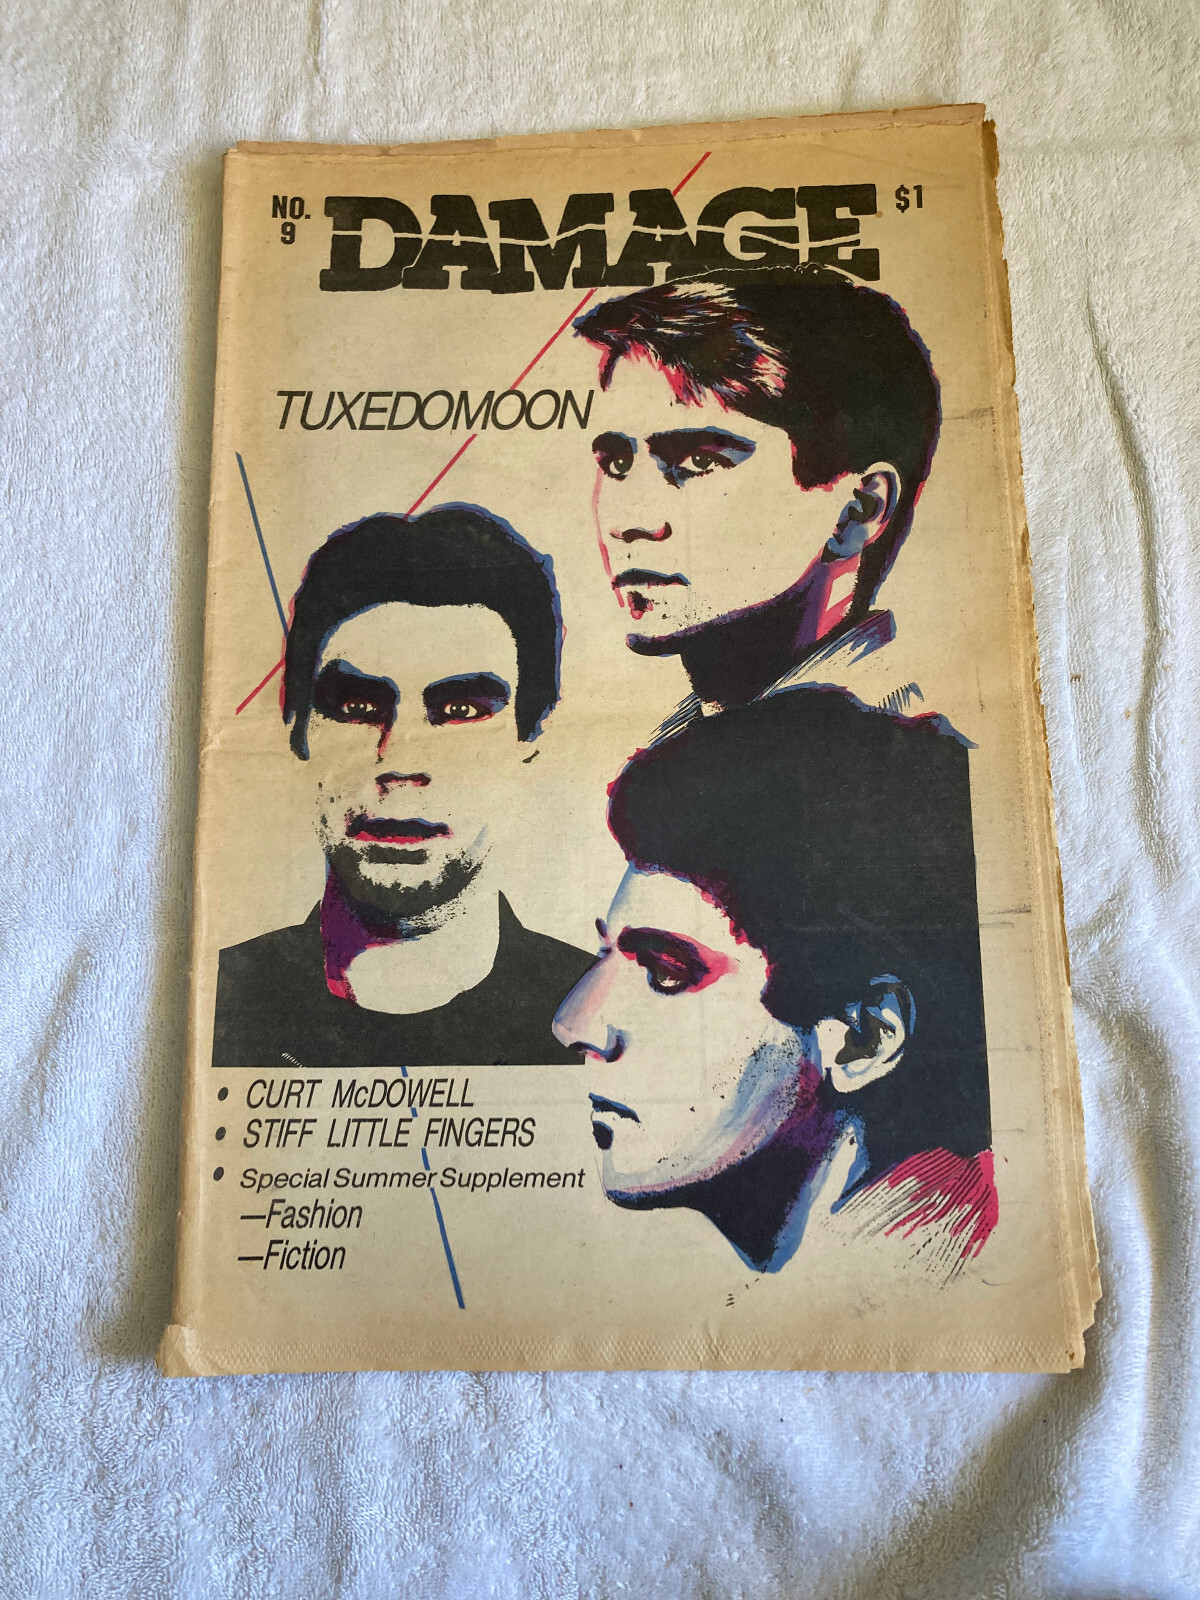 NO. 9
DAMAGE
$1
TUXEDOMOON
• CURT McDOWELL
• STIFF LITTLE FINGERS
• Special Summer Supplement
—Fashion
—Fiction